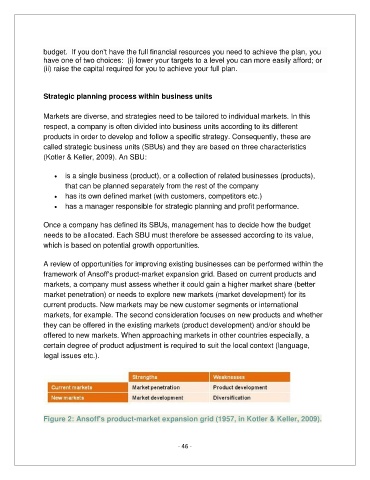 budget. If you don't have the full financial resources you need to achieve the plan, you
have one of two choices: (i) lower your targets to a level you can more easily afford; or
(ii) raise the capital required for you to achieve your full plan.
Strategic planning process within business units
Markets are diverse, and strategies need to be tailored to individual markets. In this
respect, a company is often divided into business units according to its different
products in order to develop and follow a specific strategy. Consequently, these are
called strategic business units (SBUs) and they are based on three characteristics
(Kotler & Keller, 2009). An SBU:
• is a single business (product), or a collection of related businesses (products),
that can be planned separately from the rest of the company
• has its own defined market (with customers, competitors etc.)
• has a manager responsible for strategic planning and profit performance.
Once a company has defined its SBUs, management has to decide how the budget
needs to be allocated. Each SBU must therefore be assessed according to its value,
which is based on potential growth opportunities.
A review of opportunities for improving existing businesses can be performed within the
framework of Ansoff's product-market expansion grid. Based on current products and
markets, a company must assess whether it could gain a higher market share (better
market penetration) or needs to explore new markets (market development) for its
current products. New markets may be new customer segments or international
markets, for example. The second consideration focuses on new products and whether
they can be offered in the existing markets (product development) and/or should be
offered to new markets. When approaching markets in other countries especially, a
certain degree of product adjustment is required to suit the local context (language,
legal issues etc.).
Strengths Weaknesses
Current markets Market penetration Product development
New markets Market development Diversification
Figure 2: Ansoff's product-market expansion grid (1957, in Kotler & Keller, 2009).
- 46 -